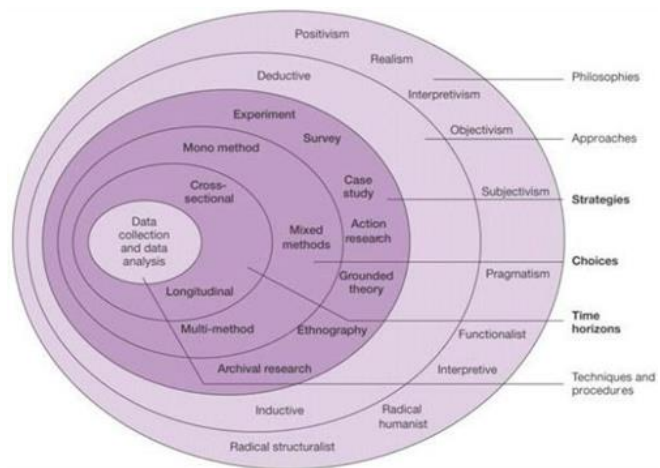 Positivism
Realism
Philosophies
Deductive
Interpretivism
Experiment
Survey
Objectivism
Approaches
Mono method
Case
study
Cross-
sectional
Subjectivism
Strategies
Data
collection
and data
analysis
Mixed
methods
Action
research
Choices
Grounded
theory
Pragmatism
Longitudinal
Time
horizons
Multi-method
Ethnography
Functionalist
Archival research
Interpretive
Techniques and
procedures
Inductive
Radical
humanist
Radical structuralist